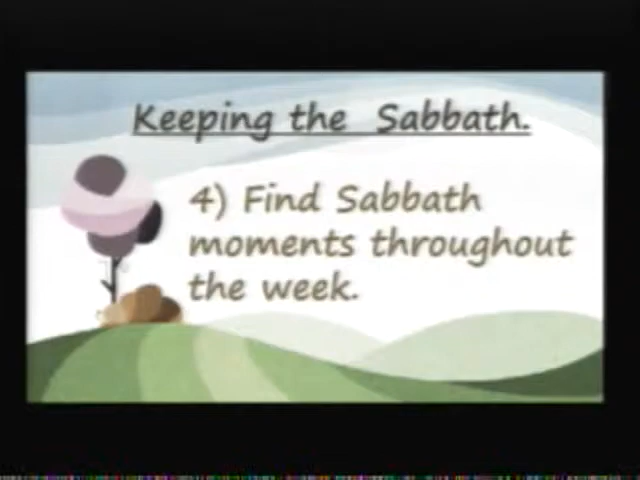 Keeping the Sabbath.
4) Find Sabbath
moments throughout
the week.